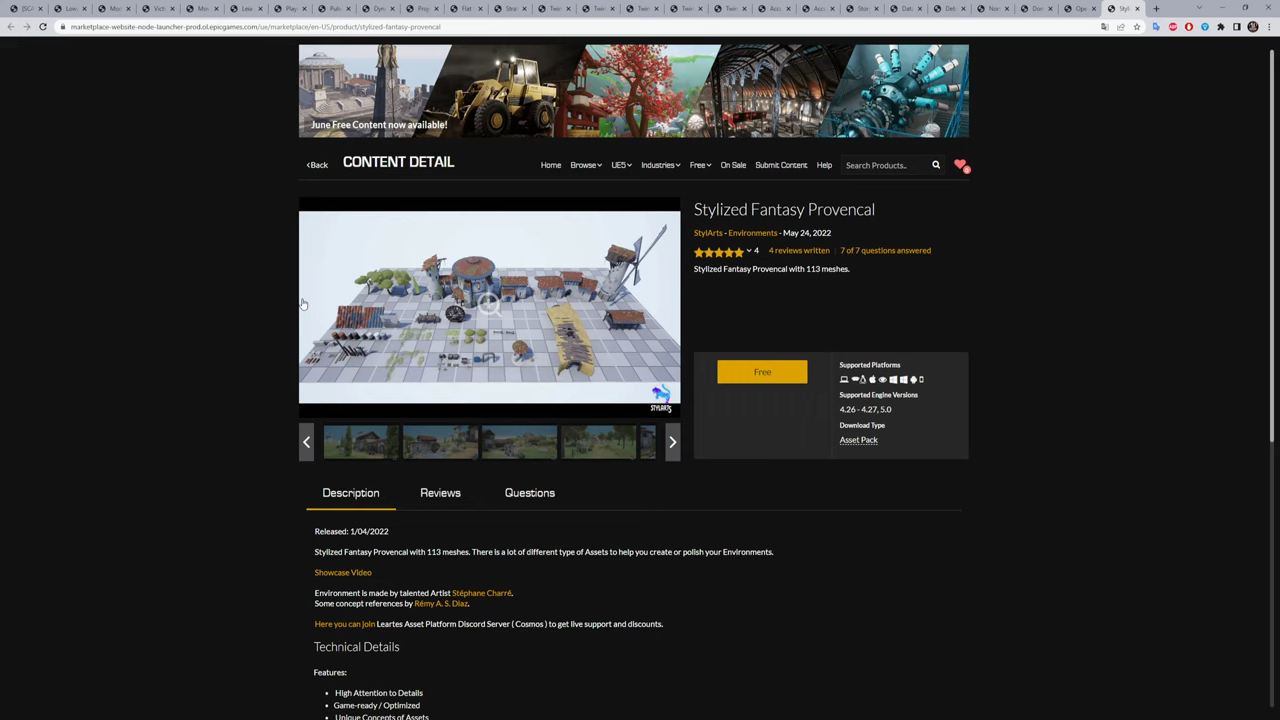 marketplace-website-node-launcher-prod.ol.epicgames.com/ue/marketplace/en-US/product/stylized-fantasy-provencal
June Free Content now available!
Back
CONTENT DETAIL
Home
Browse
UE5
Industries
Free
On Sale
Submit Content
Help
Search Products..
0
Stylized Fantasy Provencal
StylArts - Environments - May 24, 2022
4
4 reviews written
7 of 7 questions answered
Stylized Fantasy Provencal with 113 meshes.
STYLARTS
Free
Supported Platforms
Supported Engine Versions
4.26 - 4.27, 5.0
Download Type
Asset Pack
Description
Reviews
Questions
Released: 1/04/2022
Stylized Fantasy Provencal with 113 meshes. There is a lot of different type of Assets to help you create or polish your Environments.
Showcase Video
Environment is made by talented Artist Stéphane Charré.
Some concept references by Rémy A. S. Diaz.
Here you can join Leartes Asset Platform Discord Server ( Cosmos ) to get live support and discounts.
Technical Details
Features:
High Attention to Details
Game-ready / Optimized
Unique Concepts of Assets